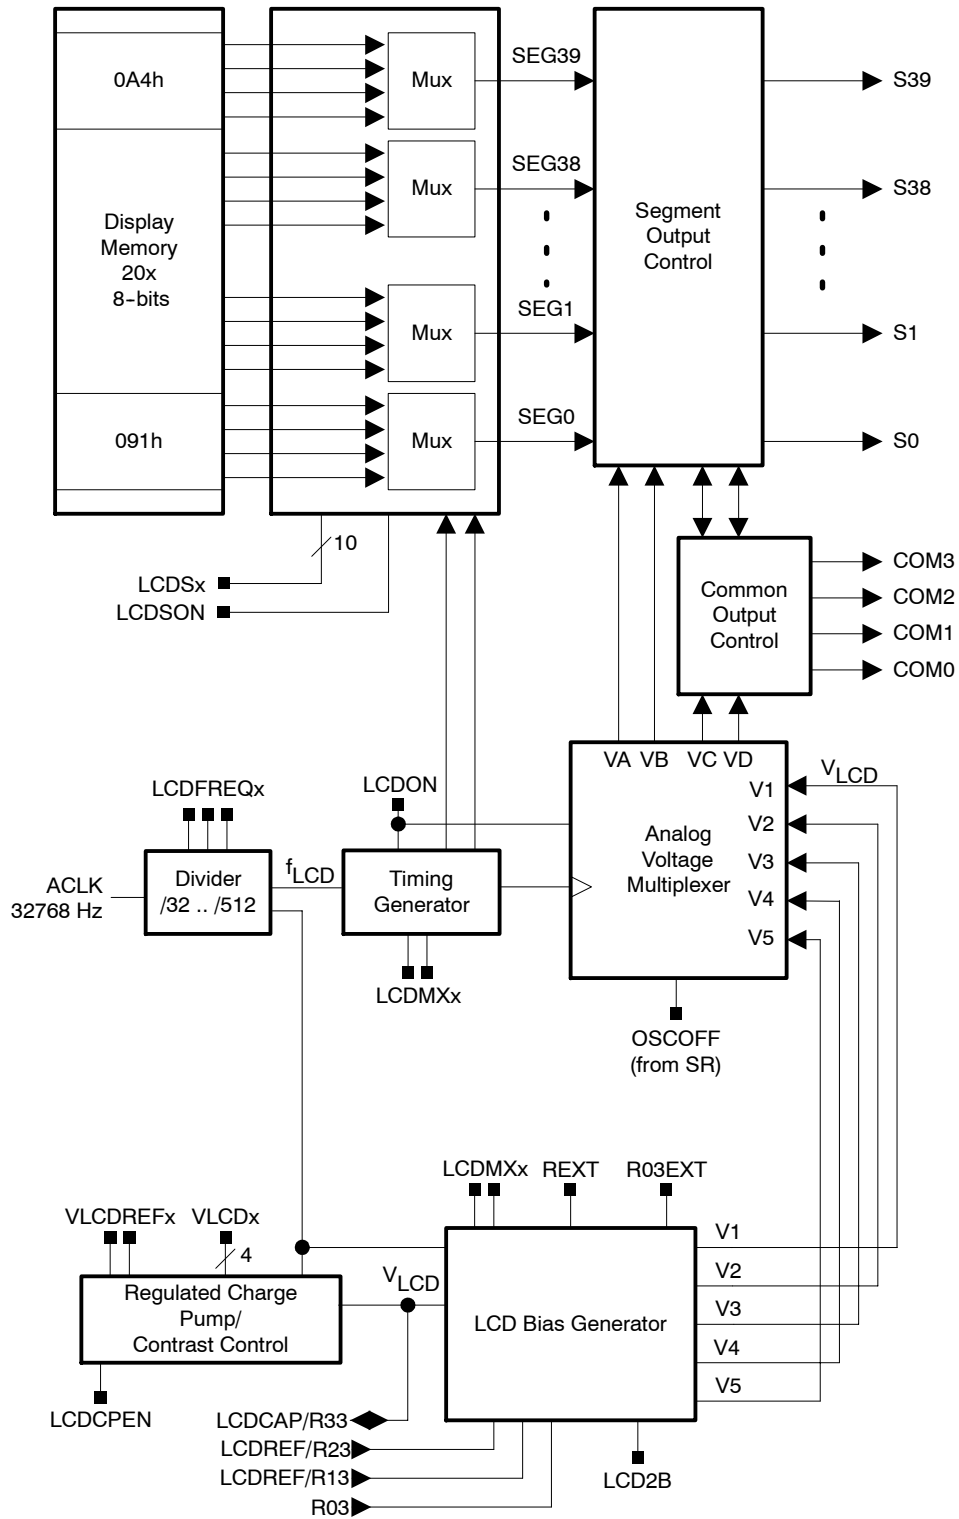 0A4h
Display
Memory
20x
8-bits
091h
Mux
Mux
Mux
Mux
SEG39
SEG38
SEG1
SEG0
Segment
Output
Control
S39
S38
S1
S0
10
LCDSx
LCDSON
Common
Output
Control
COM3
COM2
COM1
COM0
VA VB VC VD
VLCD
V1
V2
V3
V4
V5
Analog
Voltage
Multiplexer
LCDON
LCDFREQx
ACLK
32768 Hz
Divider
/32 .. /512
fLCD
Timing
Generator
LCDMXx
OSCOFF
(from SR)
LCDMXx REXT R03EXT
VLCDREFx VLCDx
4
Regulated Charge
Pump/
Contrast Control
VLCD
LCD Bias Generator
V1
V2
V3
V4
V5
LCDCPEN
LCDCAP/R33
LCDREF/R23
LCDREF/R13
R03
LCD2B